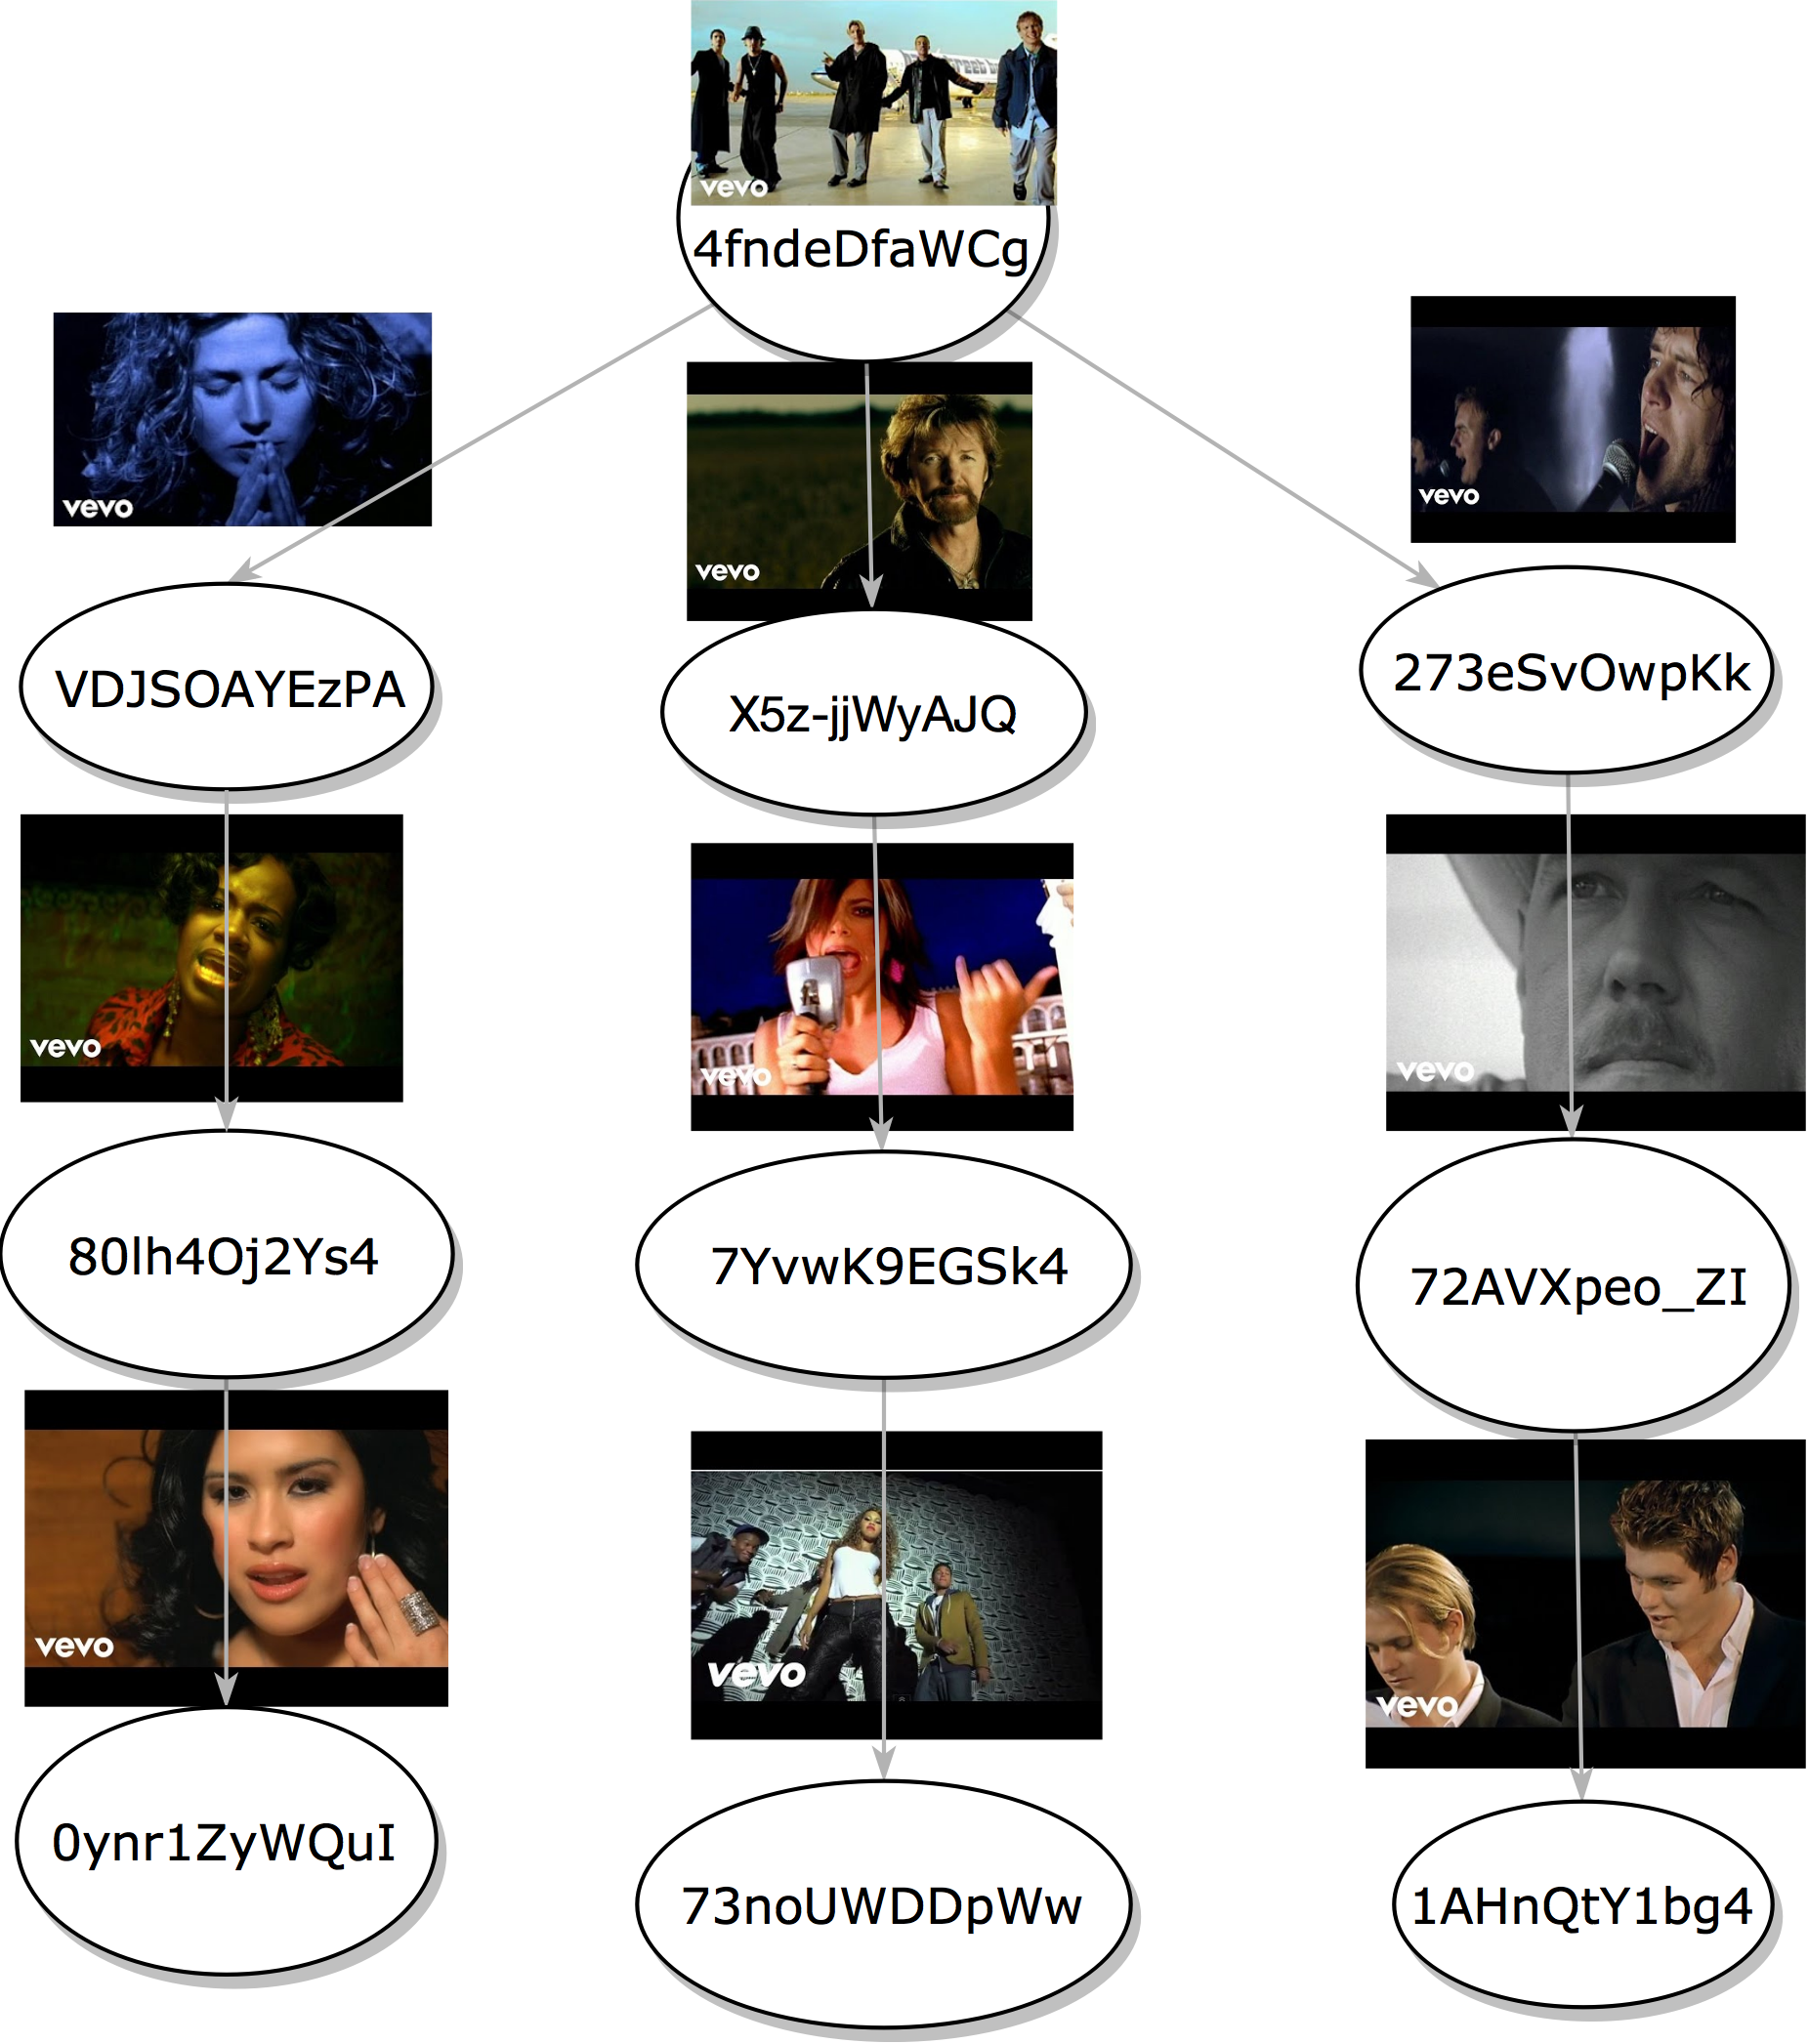 reet b
vevo
4fndeDfaWCg
vevo
vevo
vevo
VDJSOAYEzPA
X5z-jjWyAJQ
273eSvOwpKk
vevo
vevo
vevo
80lh4Oj2Ys4
7YvwK9EGSk4
72AVXpeo_ZI
vevo
vevo
vevo
0ynr1ZyWQuI
73noUWDDpWw
1AHnQtY1bg4